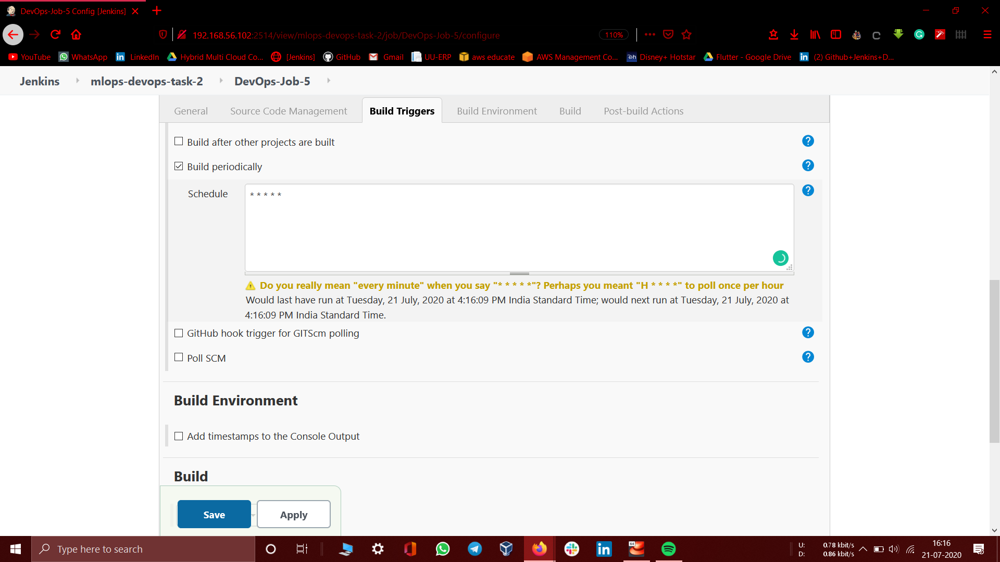 DevOps-Job-5 Config [Jenkins]
192.168.56.102:2514/view/mlops-devops-task-2/job/DevOps-Job-5/configure
110%
YouTube
WhatsApp
LinkedIn
Hybrid Multi Cloud Co...
[Jenkins]
GitHub
Gmail
UU-ERP
aws educate
AWS Management Co...
Disney+ Hotstar
Flutter - Google Drive
(2) Github+Jenkins+D...
Jenkins
mlops-devops-task-2
DevOps-Job-5
General
Source Code Management
Build Triggers
Build Environment
Build
Post-build Actions
Build after other projects are built
Build periodically
Schedule
* * * * *
Do you really mean "every minute" when you say "* * * * *"? Perhaps you meant "H * * * *" to poll once per hour
Would last have run at Tuesday, 21 July, 2020 at 4:16:09 PM India Standard Time; would next run at Tuesday, 21 July, 2020 at
4:16:09 PM India Standard Time.
GitHub hook trigger for GITScm polling
Poll SCM
Build Environment
Add timestamps to the Console Output
Build
Save
Apply
Type here to search
U: 0.78 kbit/s
D: 0.86 kbit/s
16:16
21-07-2020